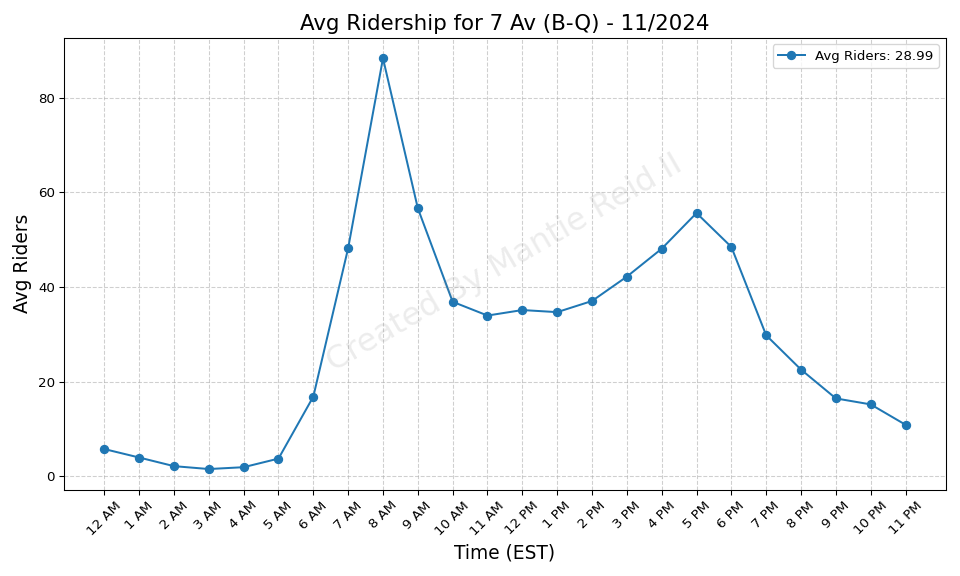 Avg Ridership for 7 Av (B-Q) - 11/2024
Avg Riders: 28.99
Avg Riders
80
60
40
20
0
Created By Mantie Reid II
12 AM
1 AM
2 AM
3 AM
4 AM
5 AM
6 AM
7 AM
8 AM
9 AM
10 AM
11 AM
12 PM
1 PM
2 PM
3 PM
4 PM
5 PM
6 PM
7 PM
8 PM
9 PM
10 PM
11 PM
Time (EST)